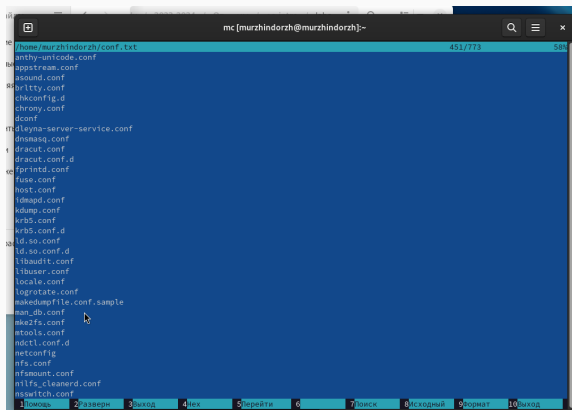 mc [murzhindorzh@murzhindorzh]:~
/home/murzhindorzh/conf.txt 451/773 58%
anthy-unicode.conf
appstream.conf
asound.conf
brltty.conf
chkconfig.d
chrony.conf
dconf
dleyna-server-service.conf
dnsmasq.conf
dracut.conf
dracut.conf.d
fprintd.conf
fuse.conf
host.conf
idmapd.conf
kdump.conf
krb5.conf
krb5.conf.d
ld.so.conf
ld.so.conf.d
libaudit.conf
libuser.conf
locale.conf
logrotate.conf
makedumpfile.conf.sample
man_db.conf
mke2fs.conf
mtools.conf
ndctl.conf.d
netconfig
nfs.conf
nfsmount.conf
nilfs_cleanerd.conf
nsswitch.conf
1Помощь 2Разверн 3Выход 4Hex 5Перейти 6 7Поиск 8Исходный 9Формат 10Выход